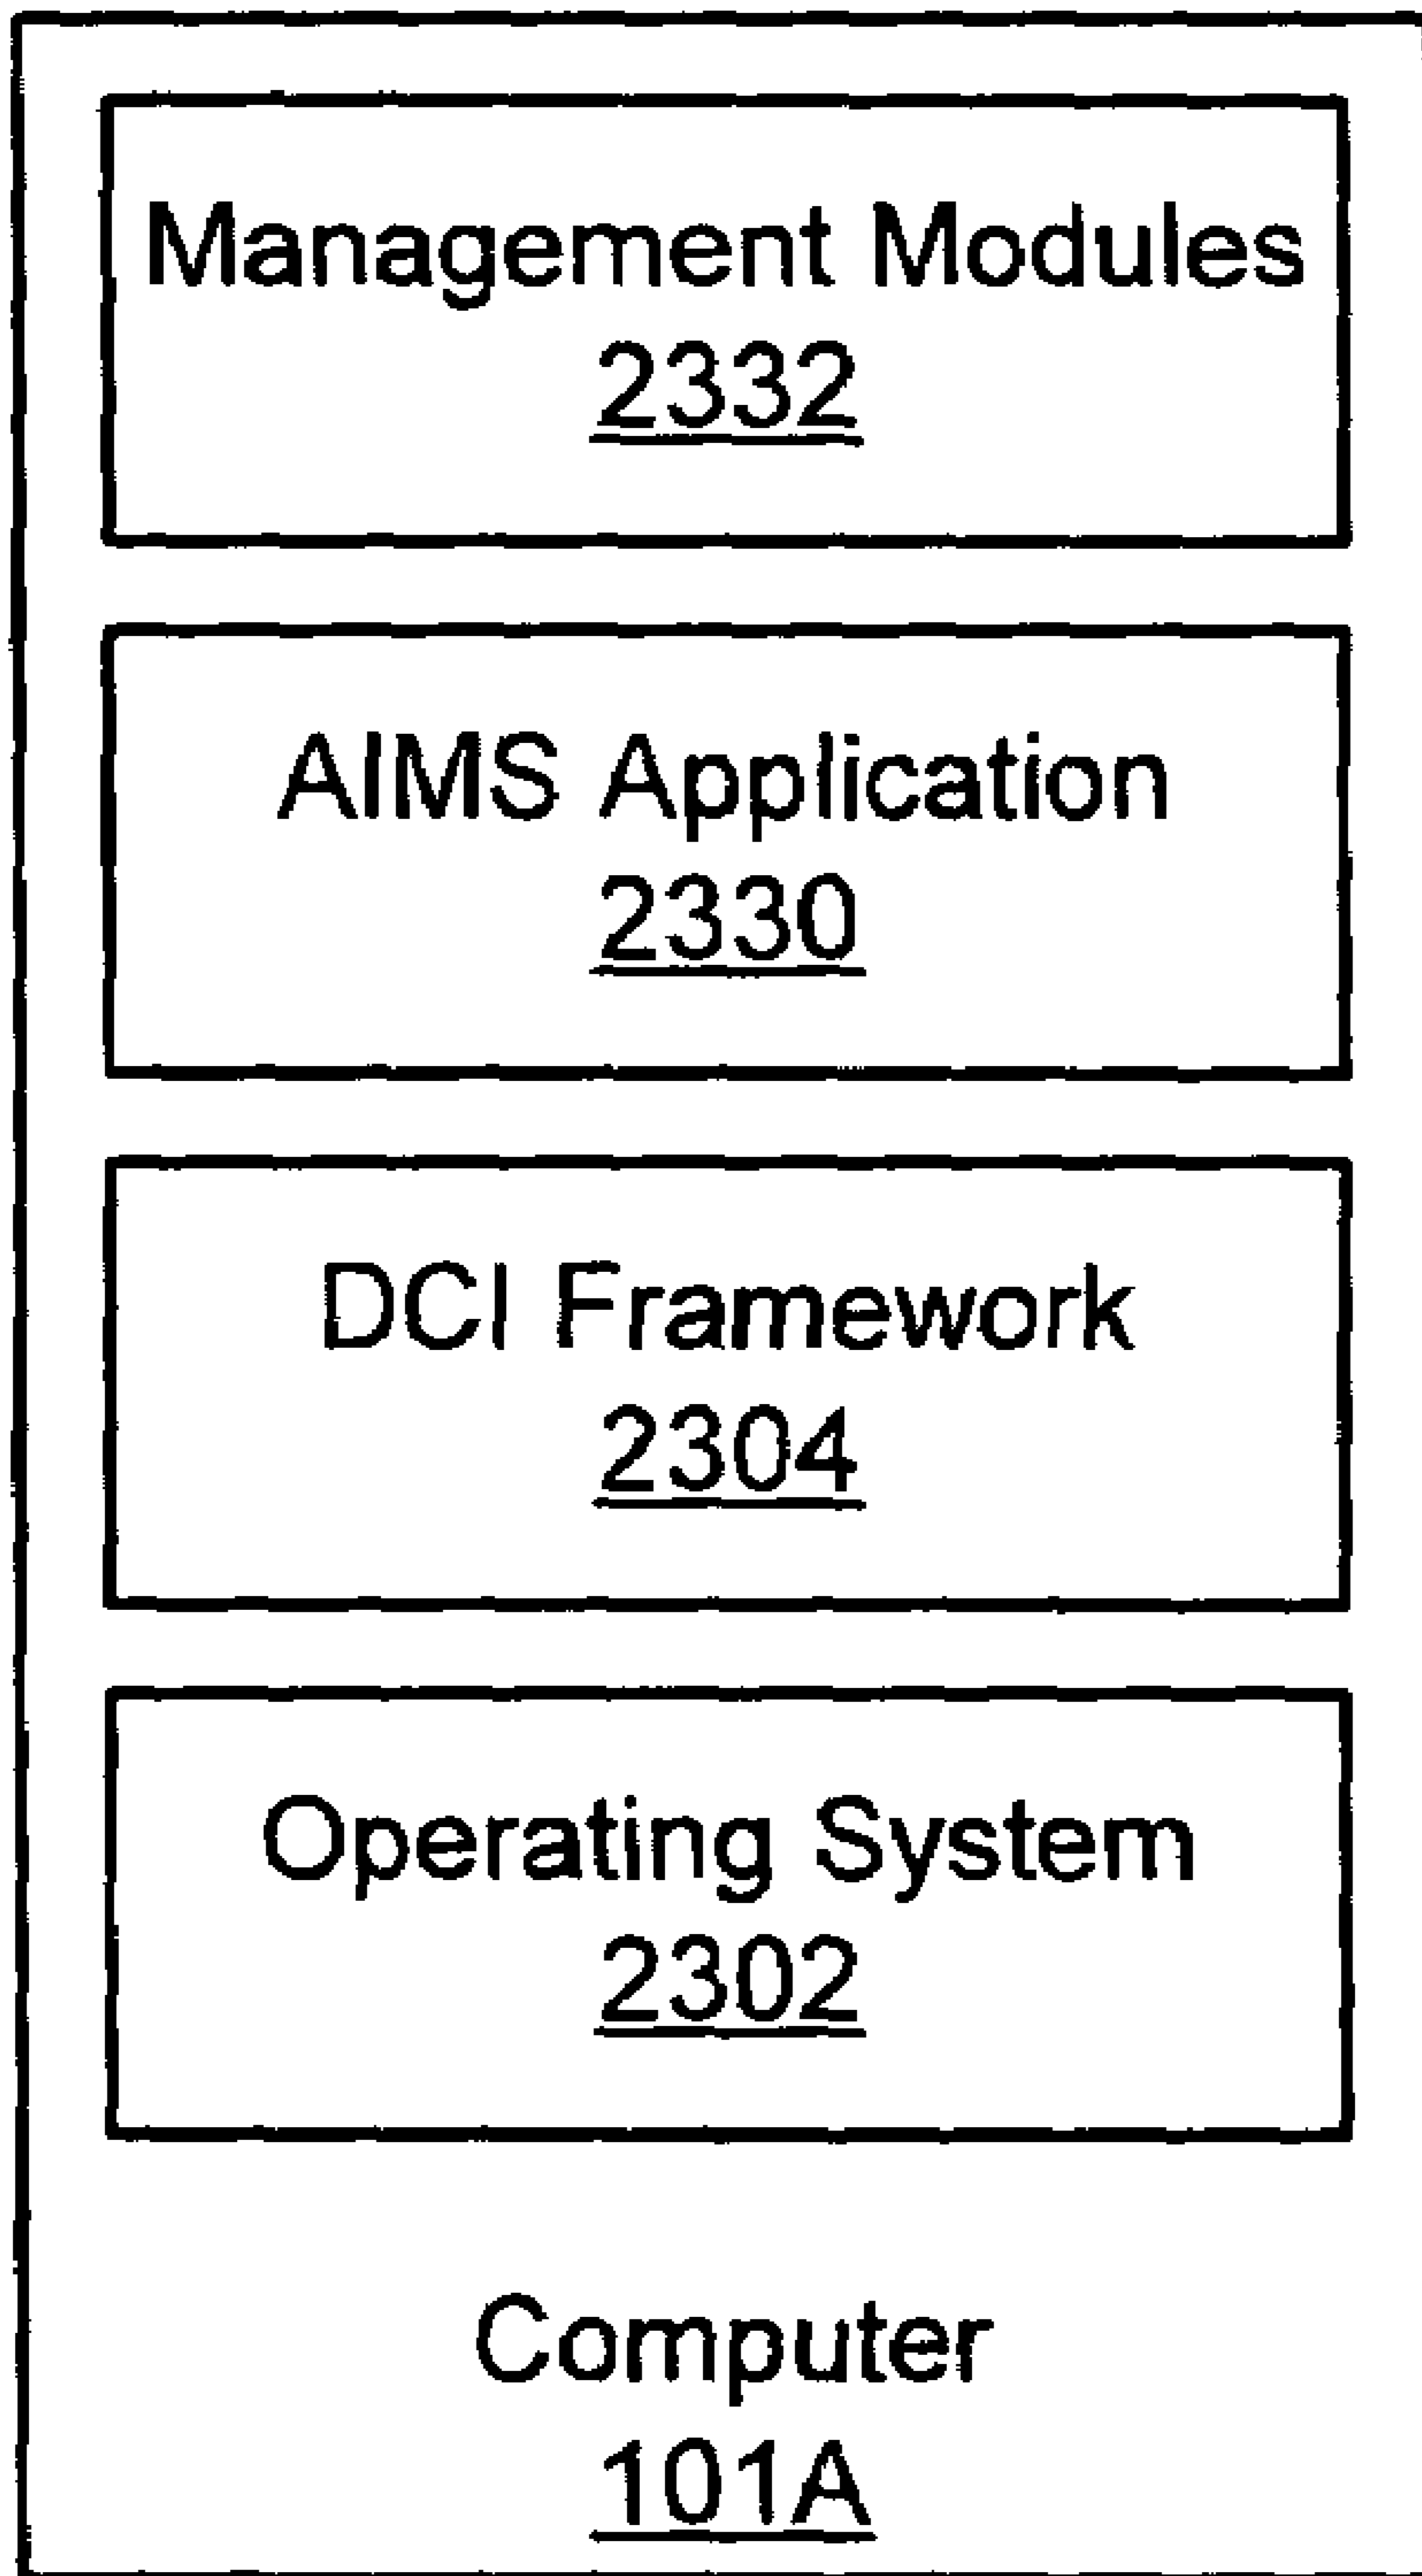 Management Modules
2332
AIMS Application
2330
DCI Framework
2304
Operating System
2302
Computer
101A